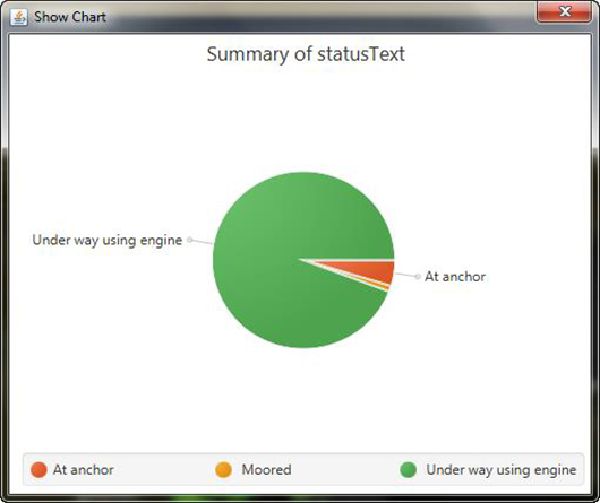 Show Chart
Summary of statusText
Under way using engine
At anchor
At anchor Moored Under way using engine